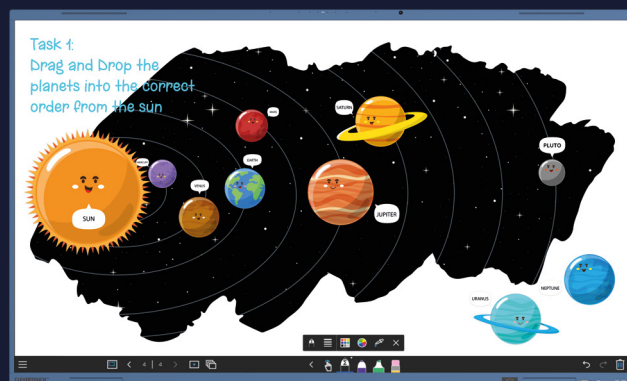 Task 1:
Drag and Drop the
planets into the correct
order from the sun
MARS
SATURN
EARTH
PLUTO
VENUS
SUN
JUPITER
NEPTUNE
URANUS
4 | 4